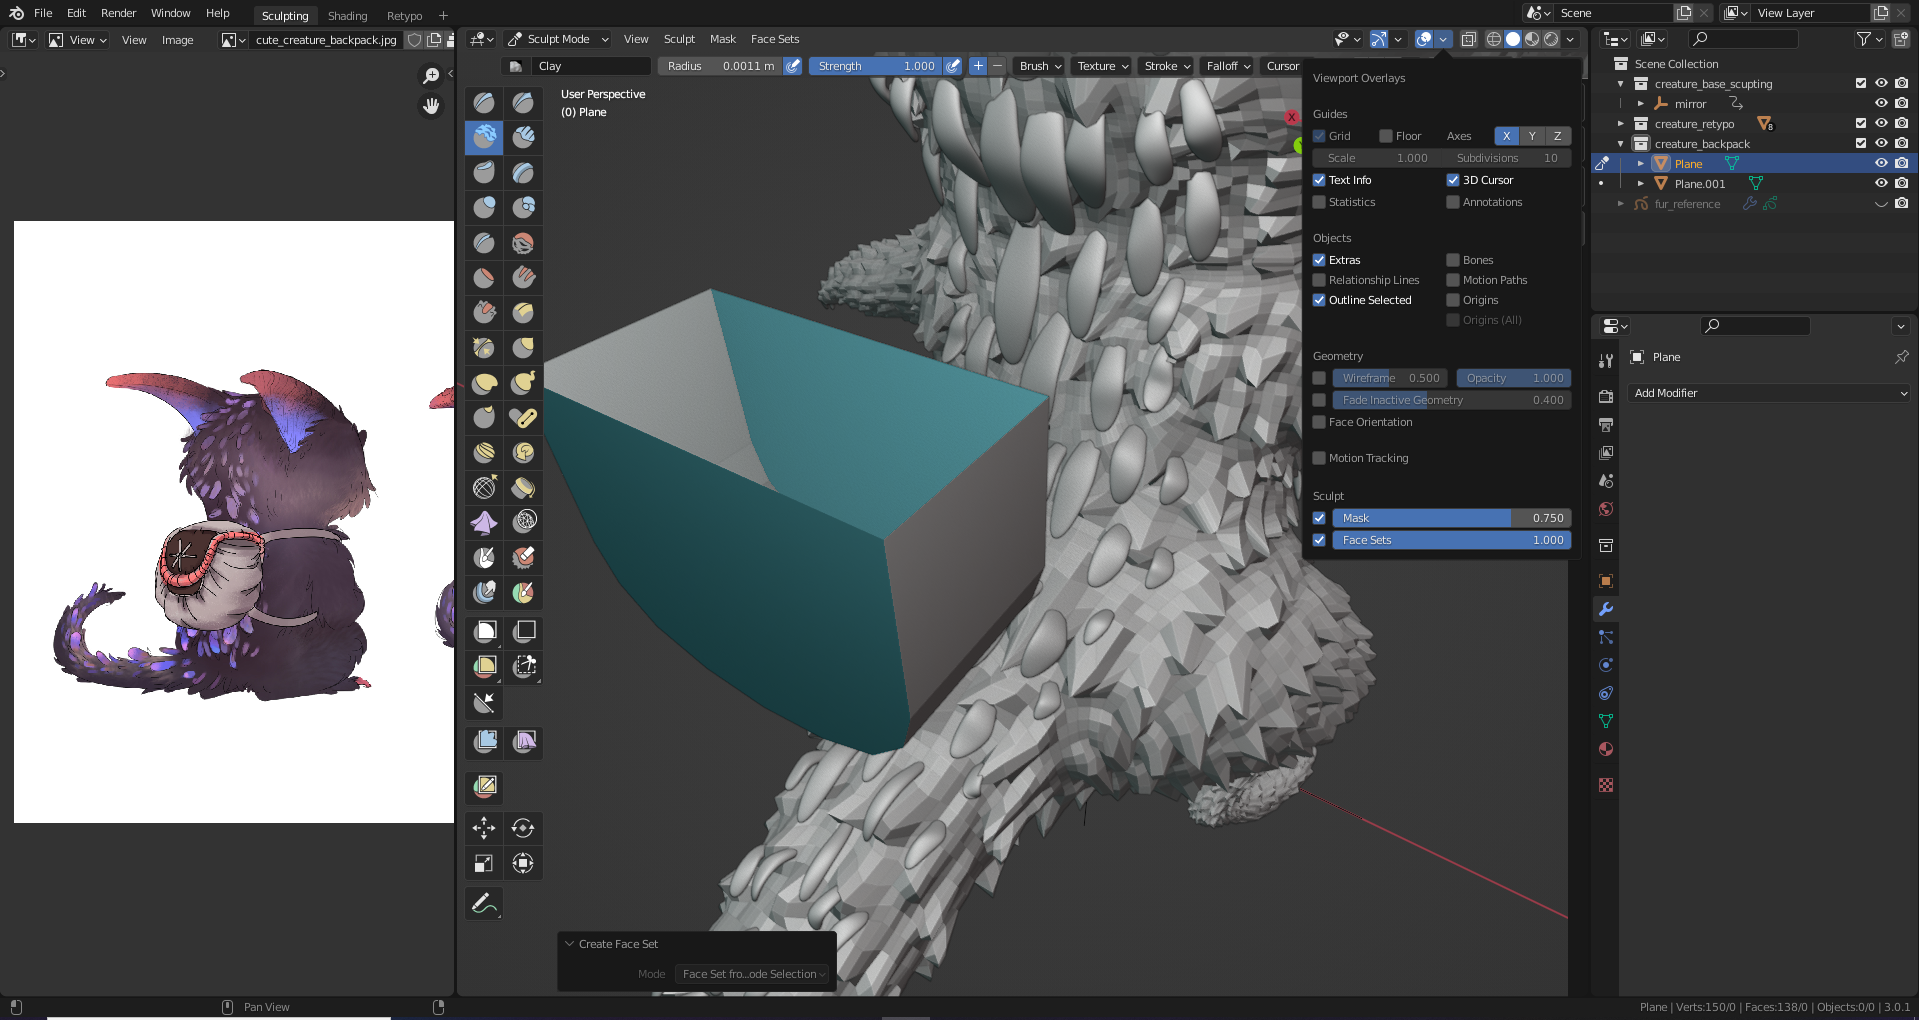 File Edit Render Window Help Sculpting Shading Retypo + Scene View Layer
View View Image cute_creature_backpack.jpg Sculpt Mode View Sculpt Mask Face Sets
Clay Radius 0.0011 m Strength 1.000 Brush Texture Stroke Falloff Cursor
User Perspective
(0) Plane
X
Viewport Overlays
Guides
Grid Floor Axes X Y Z
Scale 1.000 Subdivisions 10
Text Info 3D Cursor
Statistics Annotations
Objects
Extras Bones
Relationship Lines Motion Paths
Outline Selected Origins
Origins (All)
Geometry
Wireframe 0.500 Opacity 1.000
Fade Inactive Geometry 0.400
Face Orientation
Motion Tracking
Sculpt
Mask 0.750
Face Sets 1.000
Scene Collection
creature_base_scupting
mirror
creature_retypo 8
creature_backpack
Plane
Plane.001
fur_reference
Plane
Add Modifier
Create Face Set
Mode Face Set fro...ode Selection
Pan View
Plane | Verts:150/0 | Faces:138/0 | Objects:0/0 | 3.0.1